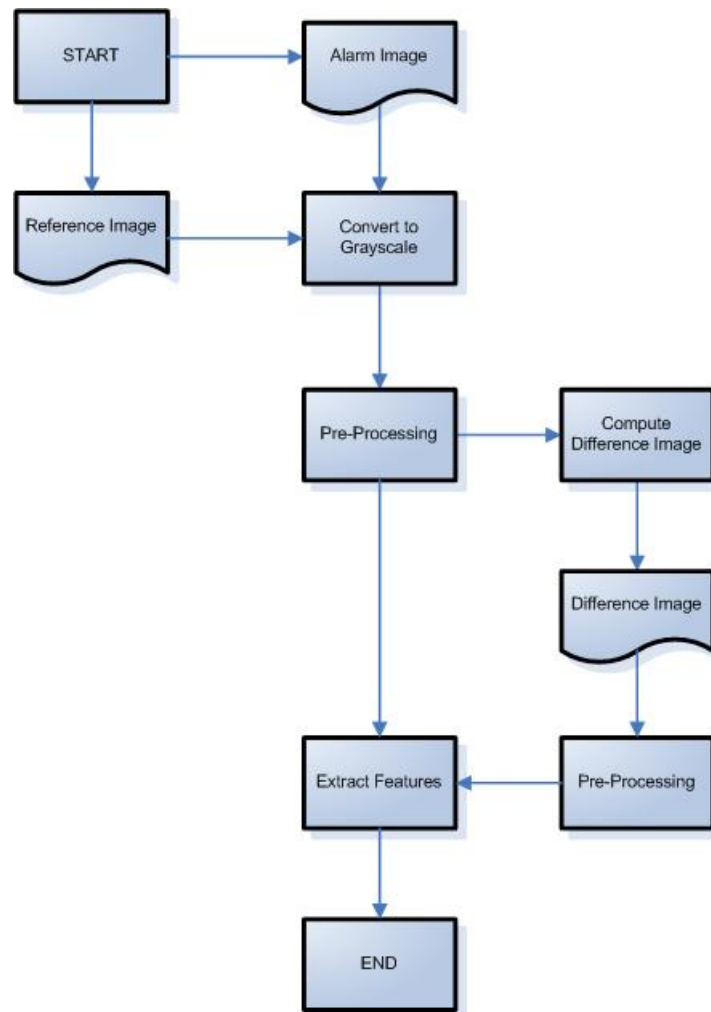 START
Alarm Image
Reference Image
Convert to
Grayscale
Pre-Processing
Compute
Difference Image
Difference Image
Extract Features
Pre-Processing
END